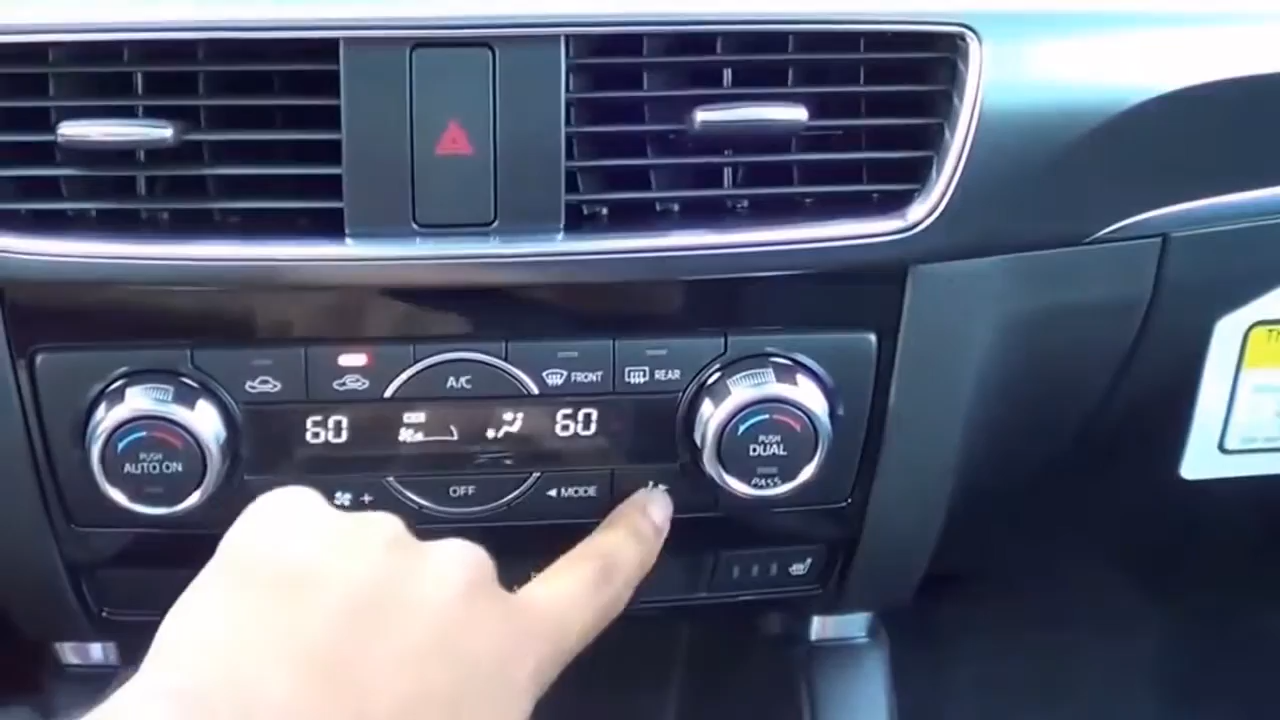 A/C
FRONT
REAR
60
60
PUSH
AUTO ON
PUSH
DUAL
PASS
+
OFF
◄ MODE